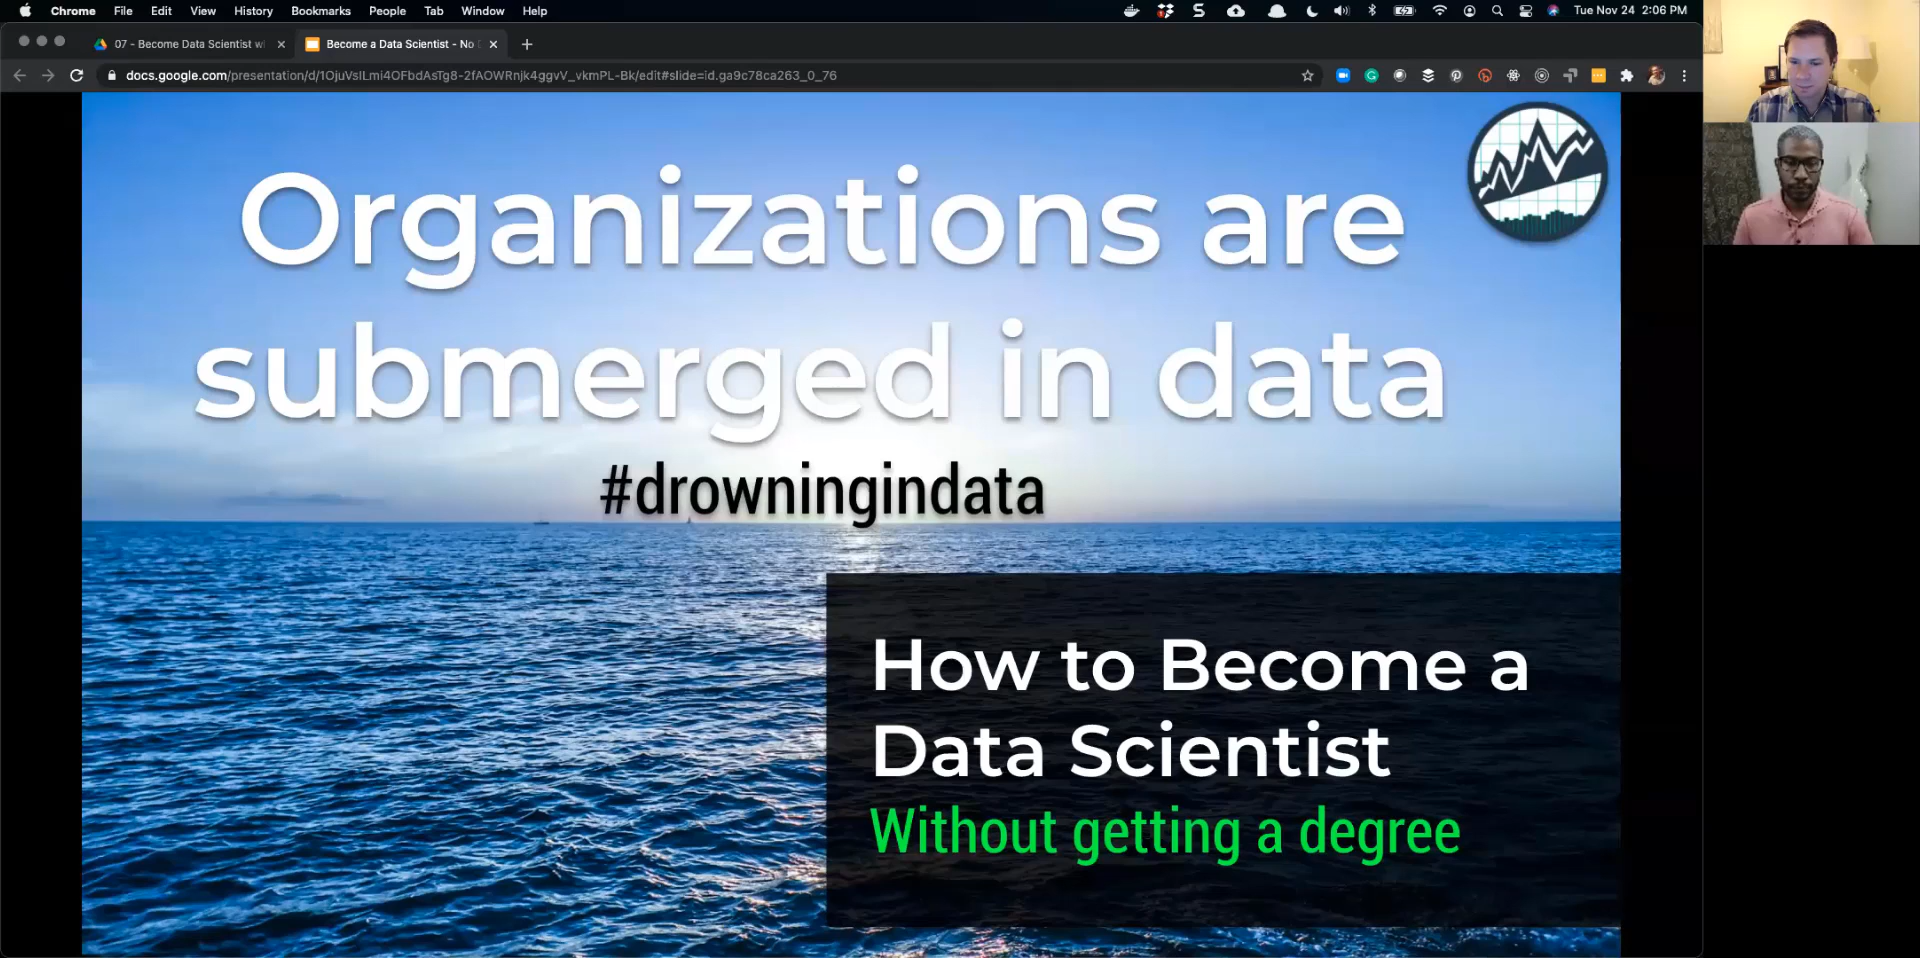 Chrome File Edit View History Bookmarks People Tab Window Help Tue Nov 24 2:06 PM
07 - Become Data Scientist w
Become a Data Scientist - No
docs.google.com/presentation/d/1OjuVslLmi4OFbdAsTg8-2fAOWRnjk4ggvV_vkmPL-Bk/edit#slide=id.ga9c78ca263_0_76
Organizations are
submerged in data
#drowningindata
How to Become a
Data Scientist
Without getting a degree